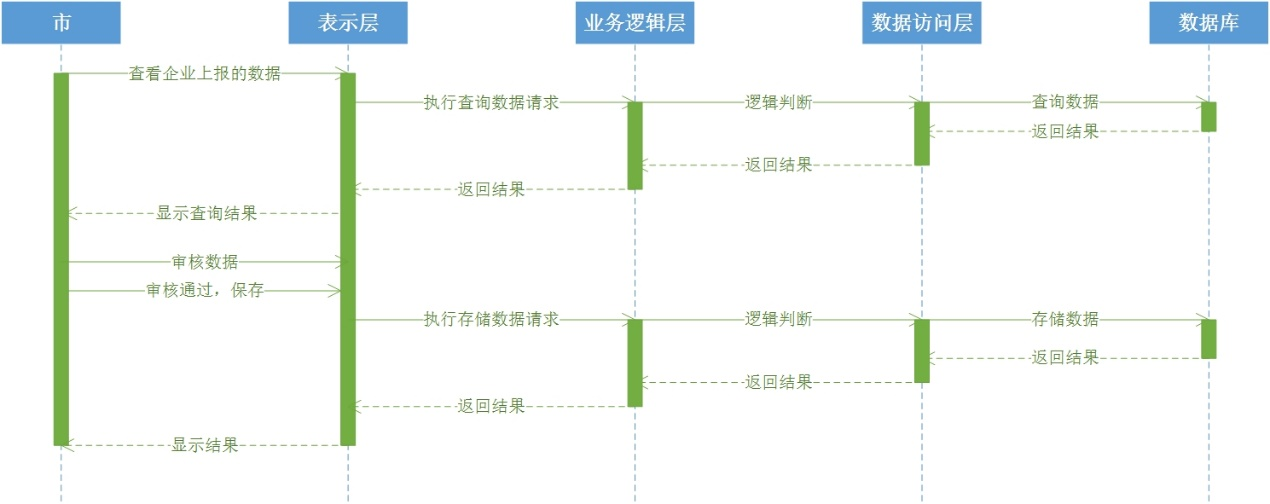 市
表示层
业务逻辑层
数据访问层
数据库
查看企业上报的数据
执行查询数据请求
逻辑判断
查询数据
返回结果
返回结果
返回结果
显示查询结果
审核数据
审核通过，保存
执行存储数据请求
逻辑判断
存储数据
返回结果
返回结果
返回结果
显示结果